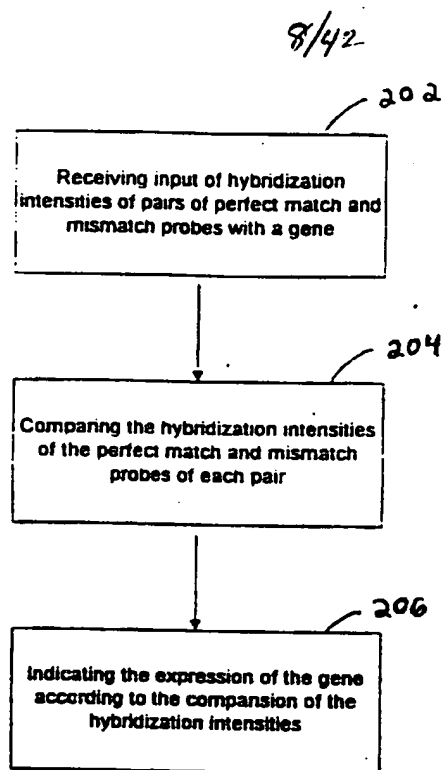 8/42
202
Receiving input of hybridization
intensities of pairs of perfect match and
mismatch probes with a gene
204
Comparing the hybridization intensities
of the perfect match and mismatch
probes of each pair
206
Indicating the expression of the gene
according to the comparison of the
hybridization intensities